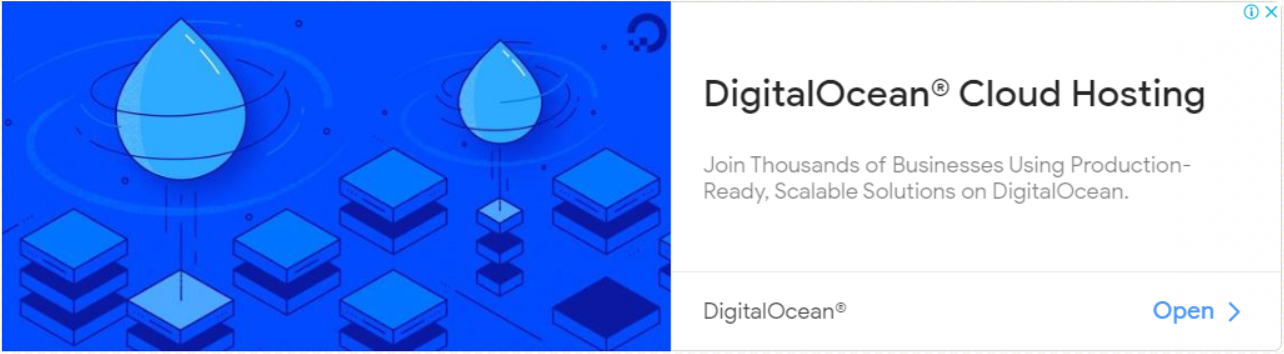 DigitalOcean® Cloud Hosting
Join Thousands of Businesses Using Production-
Ready, Scalable Solutions on DigitalOcean.
DigitalOcean®
Open